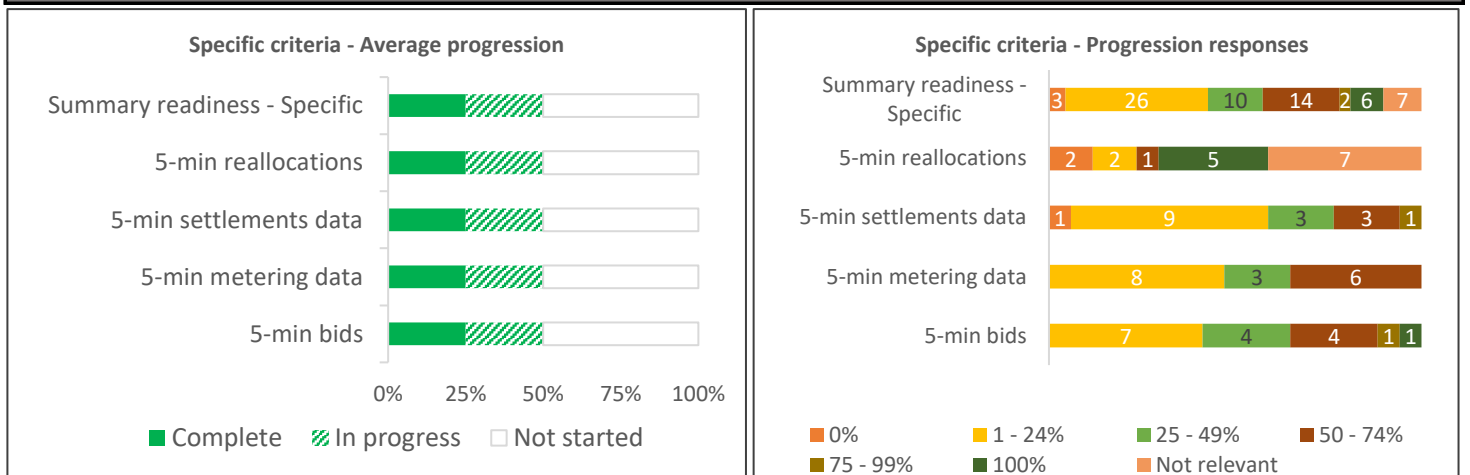 Specific criteria - Average progression
Summary readiness - Specific
5-min reallocations
5-min settlements data
5-min metering data
5-min bids
0% 25% 50% 75% 100%
Complete In progress Not started
Specific criteria - Progression responses
Summary readiness -
Specific
3 26 10 14 2 6 7
5-min reallocations
2 2 1 5 7
5-min settlements data
1 9 3 3 1
5-min metering data
8 3 6
5-min bids
7 4 4 1 1
0% 1 - 24% 25 - 49% 50 - 74%
75 - 99% 100% Not relevant